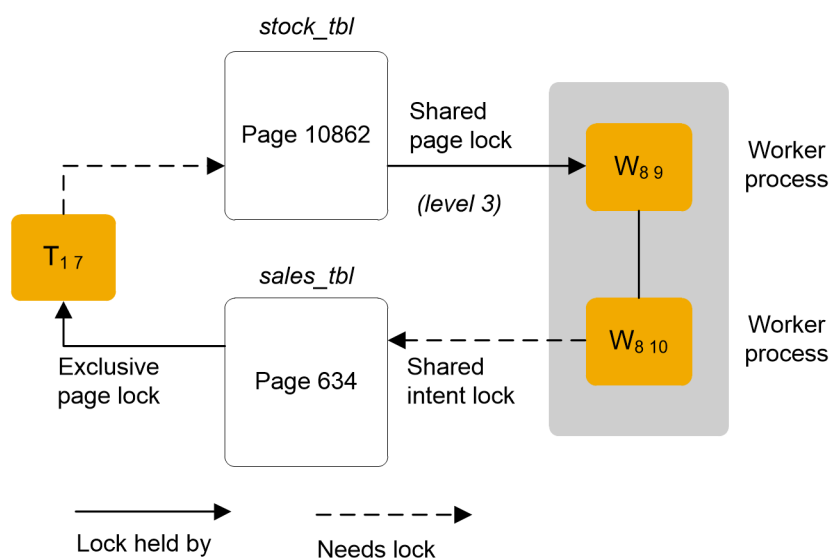 stock_tbl
Page 10862
Shared
page lock
(level 3)
W8 9
Worker
process
T1 7
sales_tbl
Page 634
Exclusive
page lock
Shared
intent lock
W8 10
Worker
process
Lock held by
Needs lock